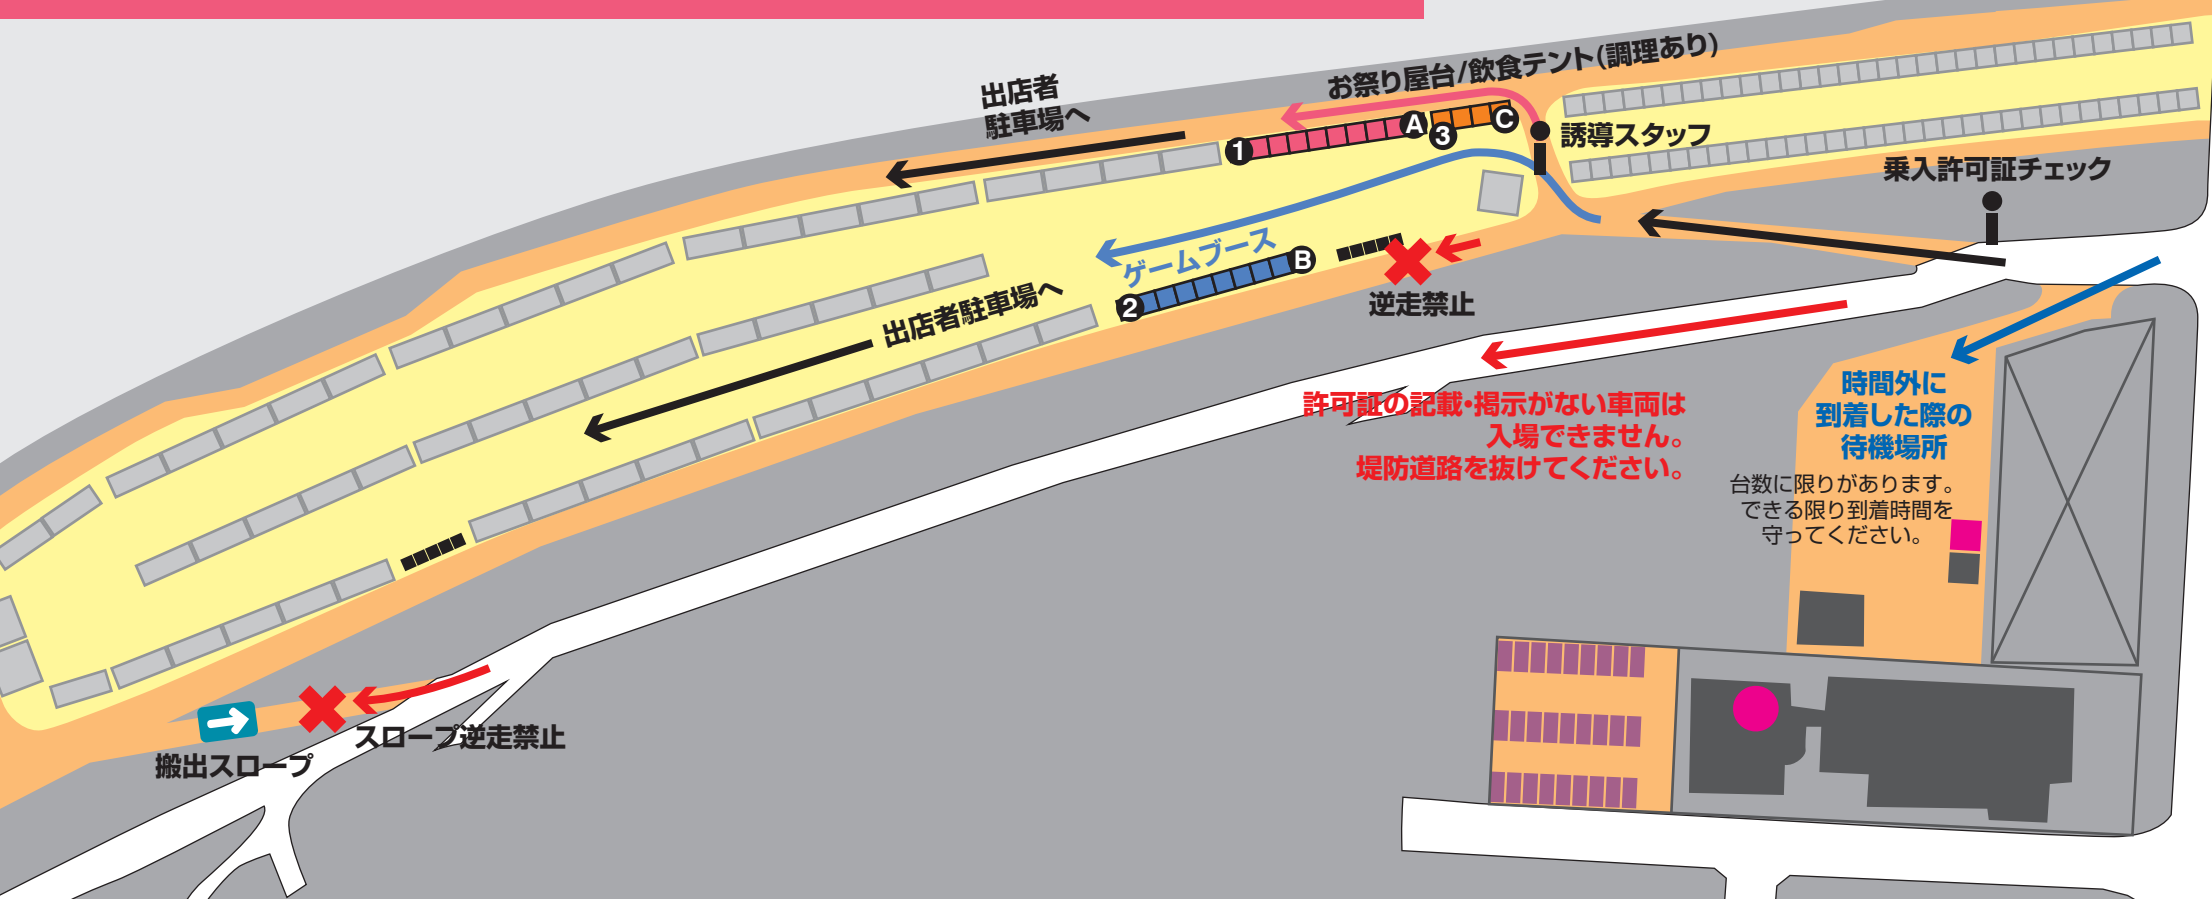 お祭り屋台/飲食テント(調理あり)
出店者
駐車場へ
A
C
3
1
誘導スタッフ
乗入許可証チェック
ゲームブース
B
2
出店者駐車場へ
逆走禁止
許可証の記載・掲示がない車両は
入場できません。
堤防道路を抜けてください。
時間外に
到着した際の
待機場所
台数に限りがあります。
できる限り到着時間を
守ってください。
スロープ逆走禁止
搬出スロープ